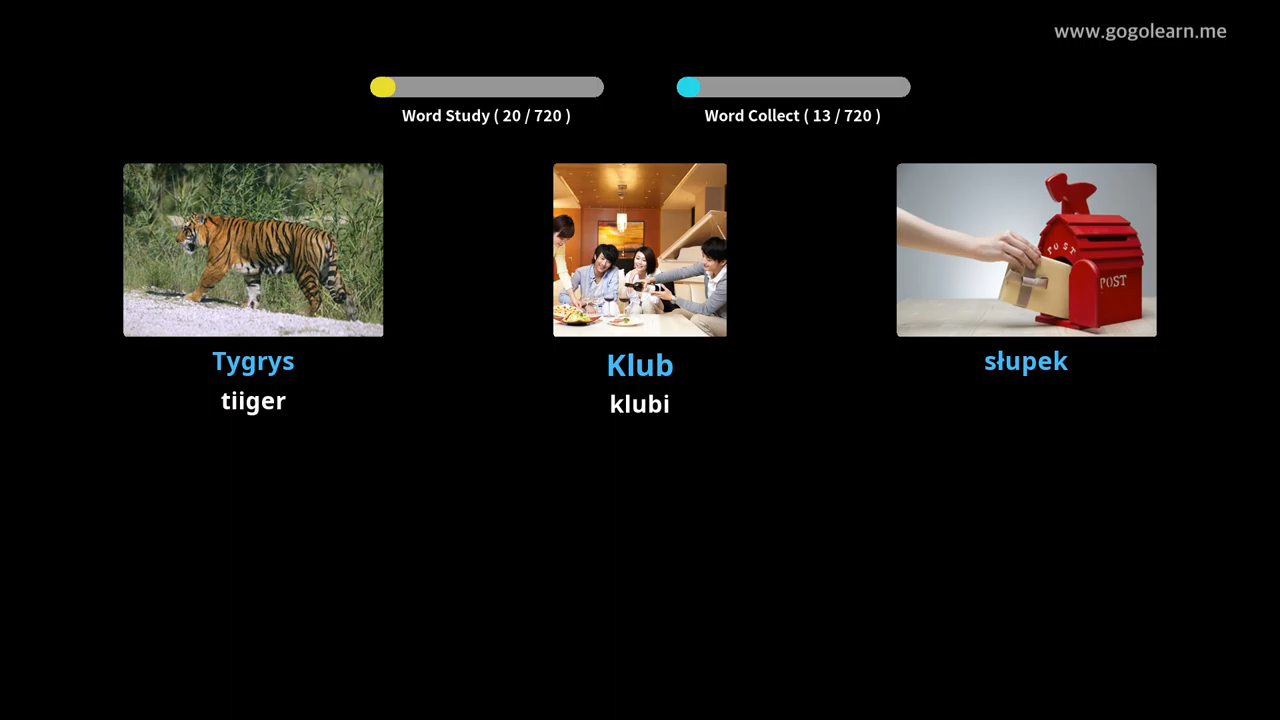 www.gogolearn.me
Word Study ( 20 / 720 )
Word Collect ( 13 / 720 )
POST
POST
Tygrys
Klub
słupek
tiiger
klubi